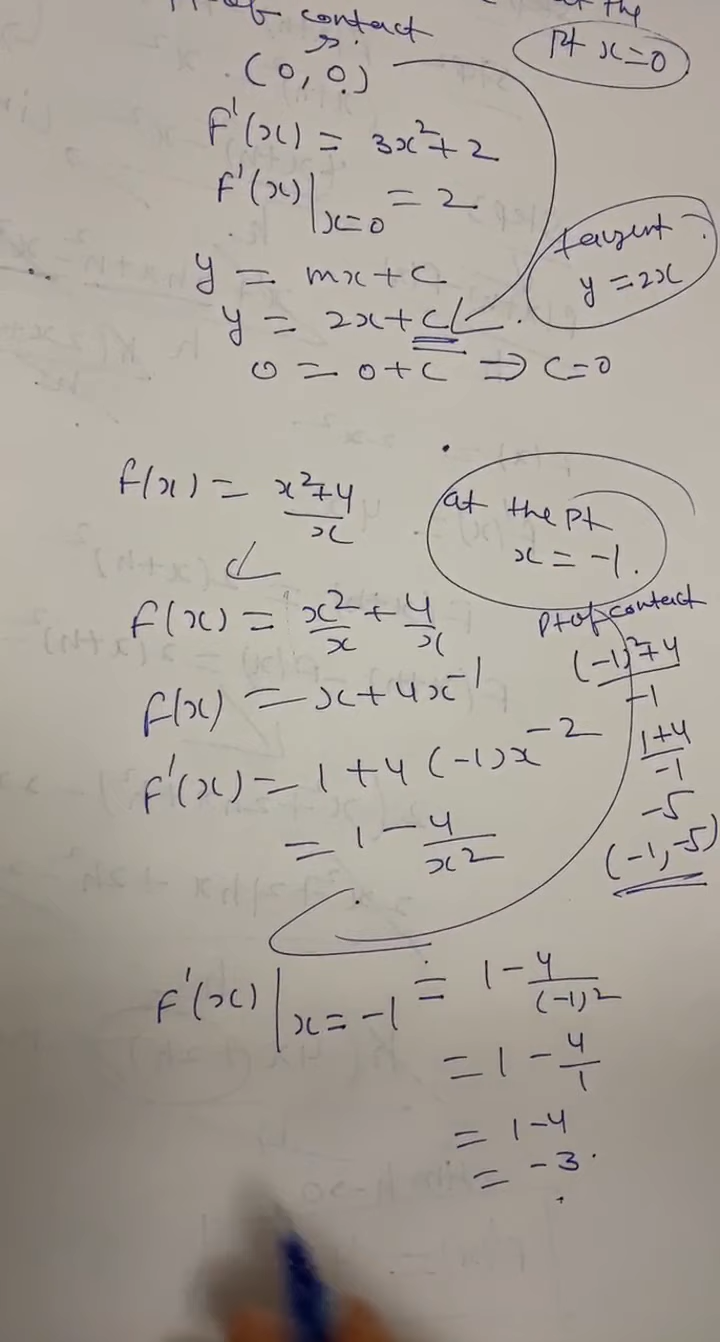 Pt of contact
the
is
Pt x=0
(0, 0)
F'(x) = 3x²+2
F'(x)|x=0 = 2
tangent
y = 2x
y = mx+c
y = 2x+c
0 = 0+c ⇒ c=0
f(x) = x²+4/x
at the pt
x = -1.
f(x) = x²/x + 4/x
Pt of contact
(-1)²+4/-1
f(x) = x+4x⁻¹
1+4/-1
f'(x) = 1+4(-1)x⁻²
-5
= 1 - 4/x²
(-1, -5)
F'(x)|x=-1 = 1 - 4/(-1)²
= 1 - 4/1
= 1-4
= -3.